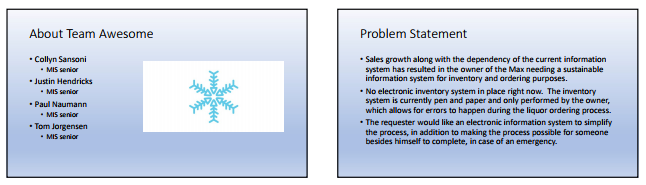 About Team Awesome
• Collyn Sansoni
• MIS senior
• Justin Hendricks
• MIS senior
• Paul Naumann
• MIS senior
• Tom Jorgensen
• MIS senior
Problem Statement
• Sales growth along with the dependency of the current information
system has resulted in the owner of the Max needing a sustainable
information system for inventory and ordering purposes.
• No electronic inventory system in place right now. The inventory
system is currently pen and paper and only performed by the owner,
which allows for errors to happen during the liquor ordering process.
• The requester would like an electronic information system to simplify
the process, in addition to making the process possible for someone
besides himself to complete, in case of an emergency.